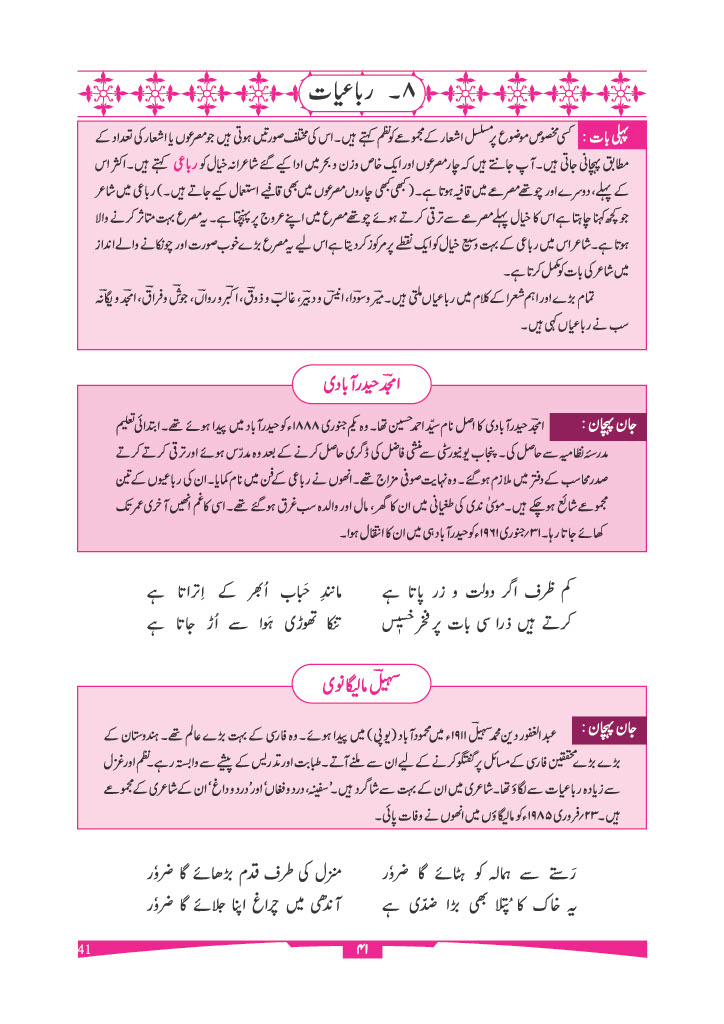 ۸۔ رباعیات
پہلی بات : کسی مخصوص موضوع پر مسلسل اشعار کے مجموعے کو نظم کہتے ہیں۔ اس کی مختلف صورتیں ہوتی ہیں جو مصرعوں یا اشعار کی تعداد کے
مطابق پہچانی جاتی ہیں۔ آپ جانتے ہیں کہ چار مصرعوں اور ایک خاص وزن و بحر میں ادا کیے گئے شاعرانہ خیال کو رباعی کہتے ہیں۔ اکثر اس
کے پہلے، دوسرے اور چوتھے مصرعے میں قافیہ ہوتا ہے۔ (کبھی کبھی چاروں مصرعوں میں بھی قافیے استعمال کیے جاتے ہیں۔) رباعی میں شاعر
جو کچھ کہنا چاہتا ہے اس کا خیال پہلے مصرعے سے ترقی کرتے ہوئے چوتھے مصرع میں اپنے عروج پر پہنچتا ہے۔ یہ مصرع بہت متاثر کرنے والا
ہوتا ہے۔ شاعر اس میں رباعی کے بہت وسیع خیال کو ایک نقطے پر مرکوز کر دیتا ہے اس لیے یہ مصرع بڑے خوب صورت اور چونکانے والے انداز
میں شاعر کی بات کو مکمل کرتا ہے۔
تمام بڑے اور اہم شعرا کے کلام میں رباعیاں ملتی ہیں۔ میرؔ و سوداؔ، انیسؔ و دبیرؔ، غالبؔ و ذوقؔ، اکبرؔ و رواںؔ، جوشؔ و فراقؔ، امجدؔ و یگانہؔ
سب نے رباعیاں کہی ہیں۔
امجدؔ حیدرآبادی
جان پہچان : امجدؔ حیدرآبادی کا اصل نام سیّد احمد حسین تھا۔ وہ یکم جنوری ۱۸۸۸ء کو حیدرآباد میں پیدا ہوئے تھے۔ ابتدائی تعلیم
مدرسۂ نظامیہ سے حاصل کی۔ پنجاب یونیورسٹی سے منشی فاضل کی ڈگری حاصل کرنے کے بعد وہ مدرّس ہوئے اور ترقی کرتے کرتے
صدر محاسب کے دفتر میں ملازم ہو گئے۔ وہ نہایت صوفی مزاج تھے۔ انھوں نے رباعی کے فن میں نام کمایا۔ ان کی رباعیوں کے تین
مجموعے شائع ہو چکے ہیں۔ موسیٰ ندی کی طغیانی میں ان کا گھر، مال اور والدہ سب غرق ہو گئے تھے۔ اسی کا غم انھیں آخری عمر تک
کھائے جاتا رہا۔ ۳۱؍جنوری ۱۹۶۱ء کو حیدرآباد ہی میں ان کا انتقال ہوا۔
کم ظرف اگر دولت و زر پاتا ہے مانندِ حَباب اُبھر کے اِتراتا ہے
کرتے ہیں ذرا سی بات پر فخر خسیس تنکا تھوڑی ہَوا سے اُڑ جاتا ہے
سہیلؔ مالیگانوی
جان پہچان : عبدالغفور دین محمد سہیلؔ ۱۹۱۱ء میں محمودآباد (یوپی) میں پیدا ہوئے۔ وہ فارسی کے بہت بڑے عالم تھے۔ ہندوستان کے
بڑے بڑے محققین فارسی کے مسائل پر گفتگو کرنے کے لیے ان سے ملنے آتے۔ طبابت اور تدریس کے پیشے سے وابستہ رہے۔ نظم اور غزل
سے زیادہ رباعیات سے لگاؤ تھا۔ شاعری میں ان کے بہت سے شاگرد ہیں۔ 'سفینہ، درد و فغاں' اور 'درد و داغ' ان کے شاعری کے مجموعے
ہیں۔ ۲۳؍فروری ۱۹۸۵ء کو مالیگاؤں میں انھوں نے وفات پائی۔
رَستے سے ہمالہ کو ہٹائے گا ضرور منزل کی طرف قدم بڑھائے گا ضرور
یہ خاک کا پُتلا بھی بڑا ضدّی ہے آندھی میں چراغ اپنا جلائے گا ضرور
۴۱
41